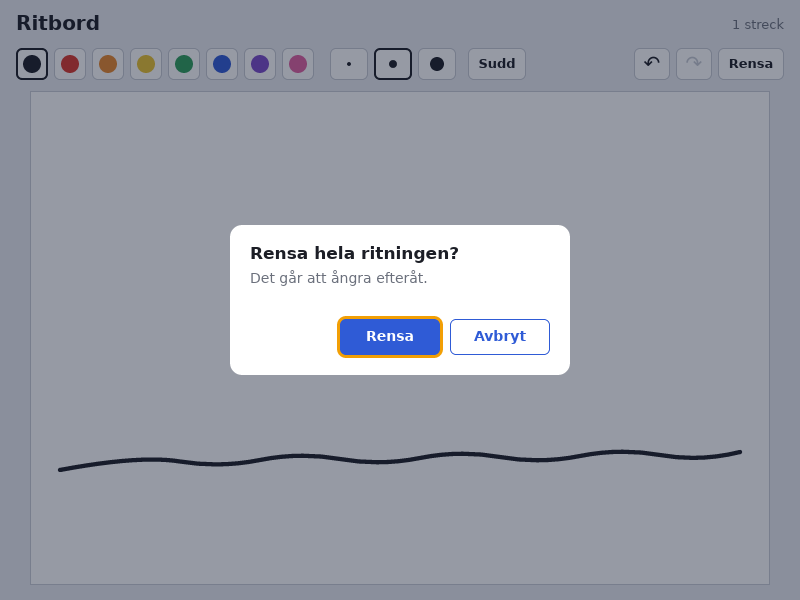 Ritbord
1 streck
Sudd
Rensa
Rensa hela ritningen?
Det går att ångra efteråt.
Rensa
Avbryt